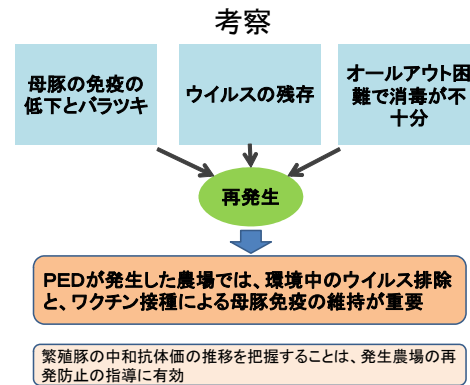 考察
母豚の免疫の
低下とバラツキ
ウイルスの残存
オールアウト困
難で消毒が不
十分
再発生
PEDが発生した農場では、環境中のウイルス排除
と、ワクチン接種による母豚免疫の維持が重要
繁殖豚の中和抗体価の推移を把握することは、発生農場の再
発防止の指導に有効